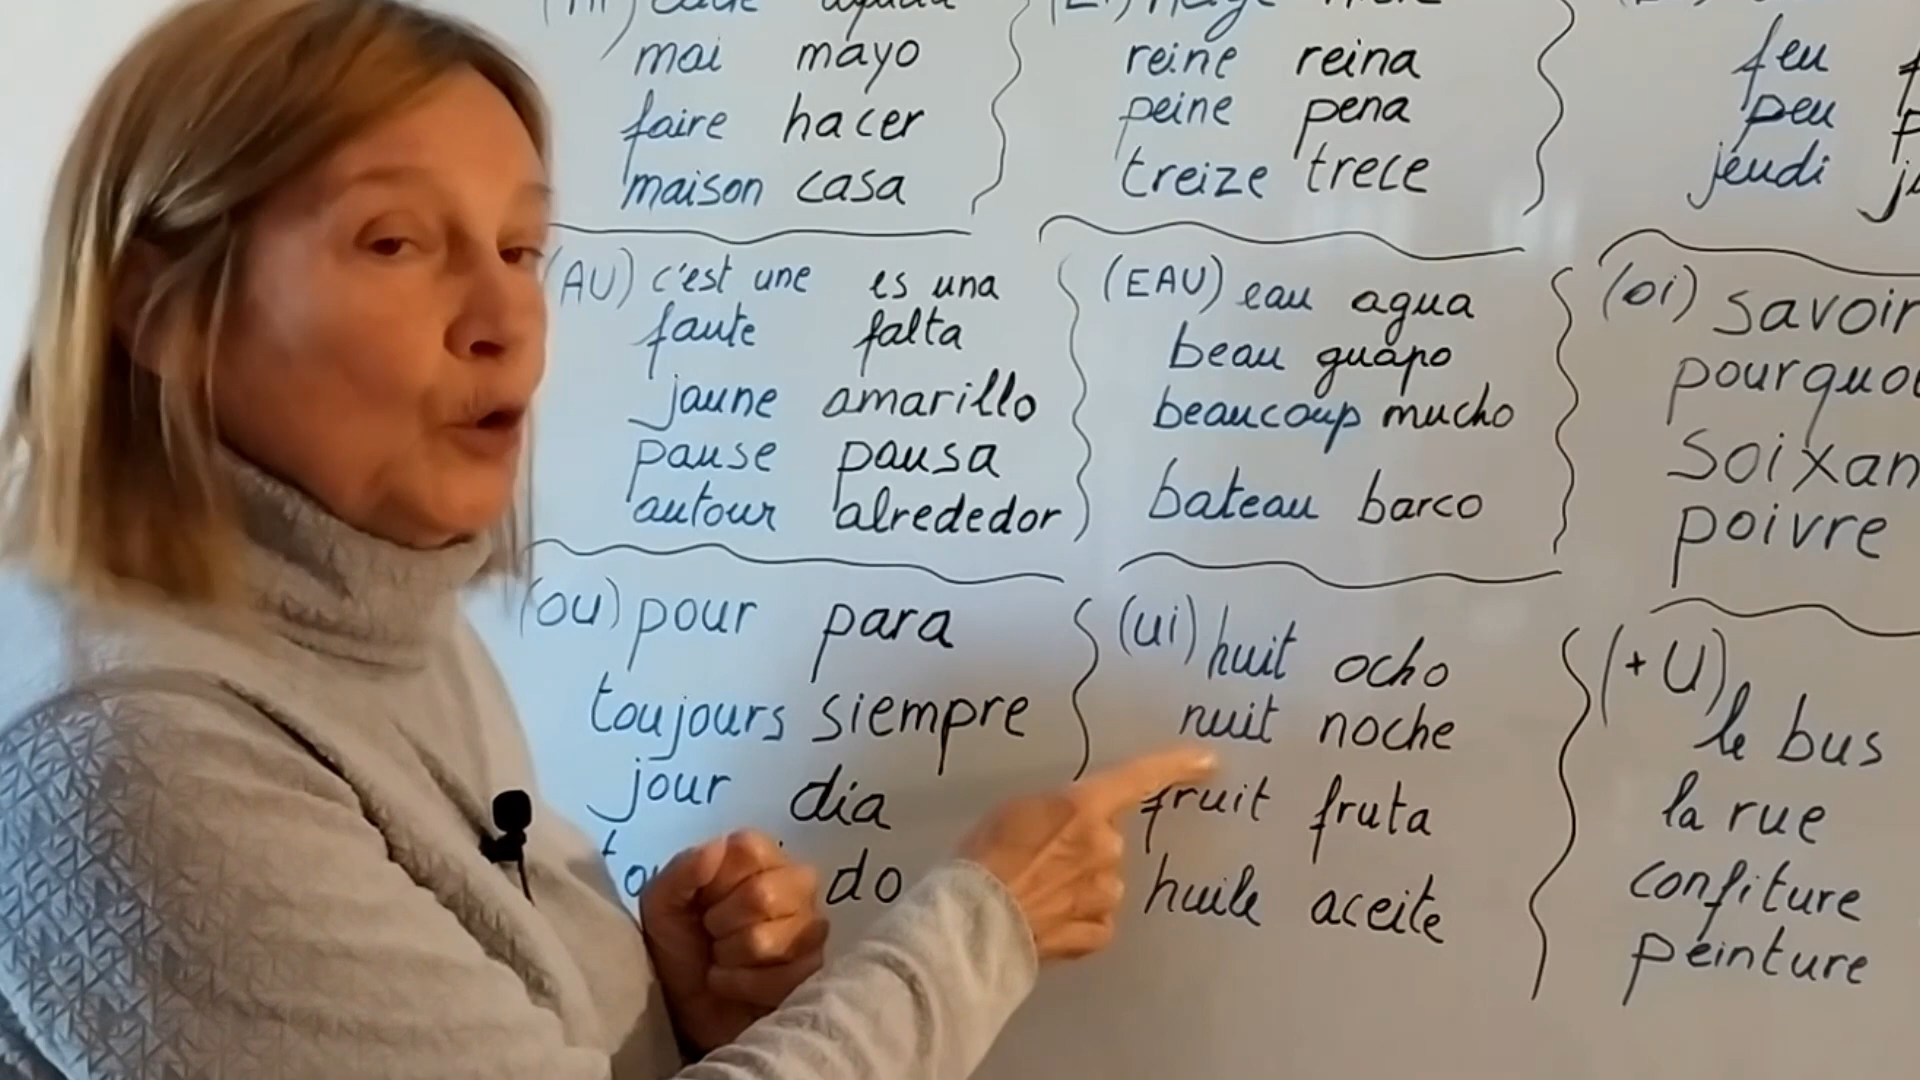 mai mayo
faire hacer
maison casa
reine reina
peine pena
treize trece
feu
peu
jeudi
(AU) c'est une es una
faute falta
jaune amarillo
pause pausa
autour alrededor
(EAU) eau agua
beau guapo
beaucoup mucho
bateau barco
(oi) savoir
pourquoi
soixan
poivre
(ou) pour para
toujours siempre
jour dia
do
(ui) huit ocho
nuit noche
fruit fruta
huile aceite
(+U)
le bus
la rue
confiture
peinture